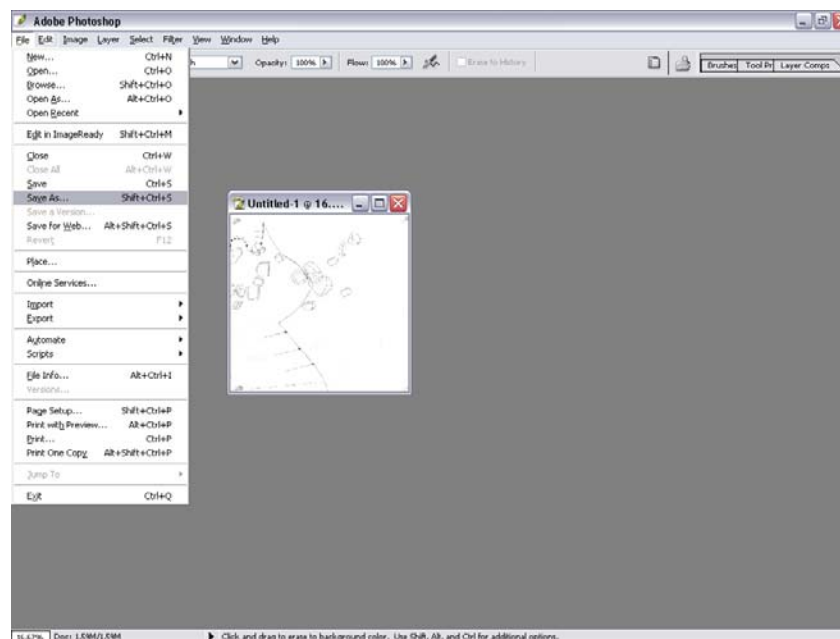 Adobe Photoshop
File Edit Image Layer Select Filter View Window Help
Opacity: 100% Flow: 100% Erase to History Brushes Tool Pr Layer Comps
New... Ctrl+N
Open... Ctrl+O
Browse... Shift+Ctrl+O
Open As... Alt+Ctrl+O
Open Recent
Edit in ImageReady Shift+Ctrl+M
Close Ctrl+W
Close All Alt+Ctrl+W
Save Ctrl+S
Save As... Shift+Ctrl+S
Save a Version...
Save for Web... Alt+Shift+Ctrl+S
Revert F12
Place...
Online Services...
Import
Export
Automate
Scripts
File Info... Alt+Ctrl+I
Versions...
Page Setup... Shift+Ctrl+P
Print with Preview... Alt+Ctrl+P
Print... Ctrl+P
Print One Copy Alt+Shift+Ctrl+P
Jump To
Exit Ctrl+Q
Untitled-1 @ 16....
16.67% Doc: 1.59M/1.59M Click and drag to erase to background color. Use Shift, Alt, and Ctrl for additional options.